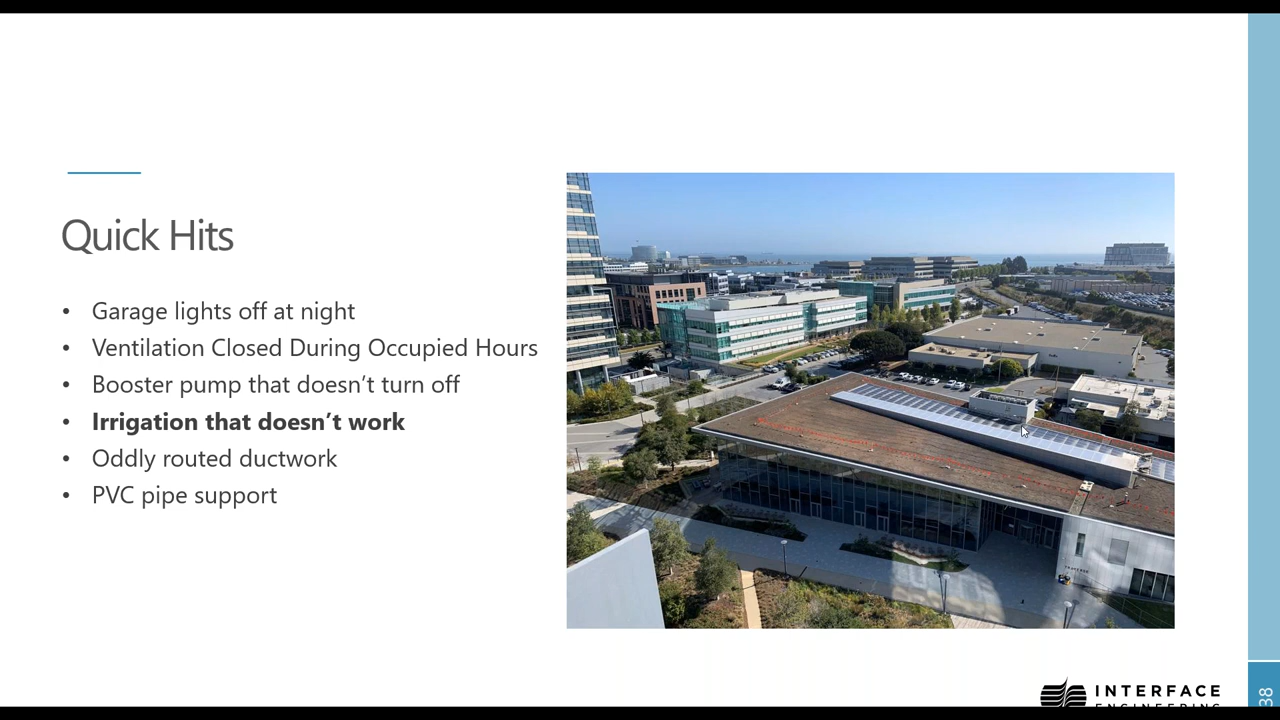 Quick Hits
• Garage lights off at night
• Ventilation Closed During Occupied Hours
• Booster pump that doesn’t turn off
• Irrigation that doesn’t work
• Oddly routed ductwork
• PVC pipe support
INTERFACE
ENGINEERING
38